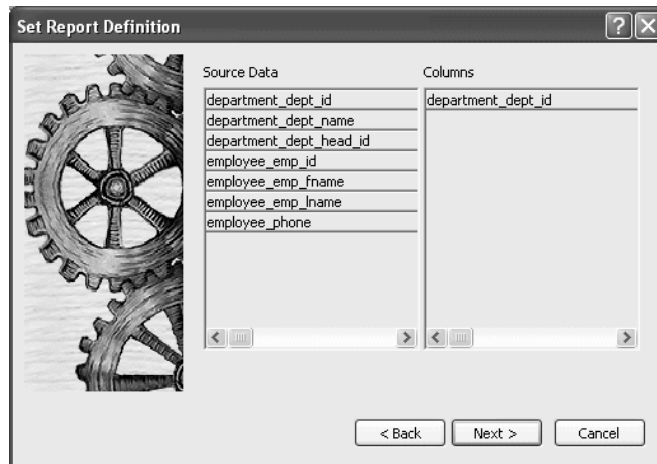 Set Report Definition
Source Data
Columns
department_dept_id
department_dept_name
department_dept_head_id
employee_emp_id
employee_emp_fname
employee_emp_lname
employee_phone
department_dept_id
< Back
Next >
Cancel